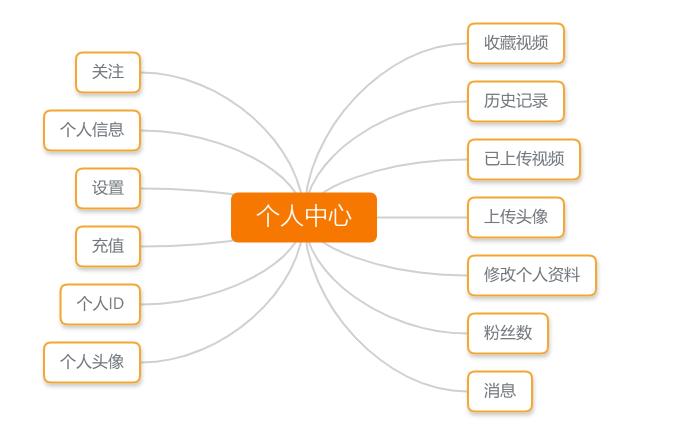 个人中心
关注
个人信息
设置
充值
个人ID
个人头像
收藏视频
历史记录
已上传视频
上传头像
修改个人资料
粉丝数
消息